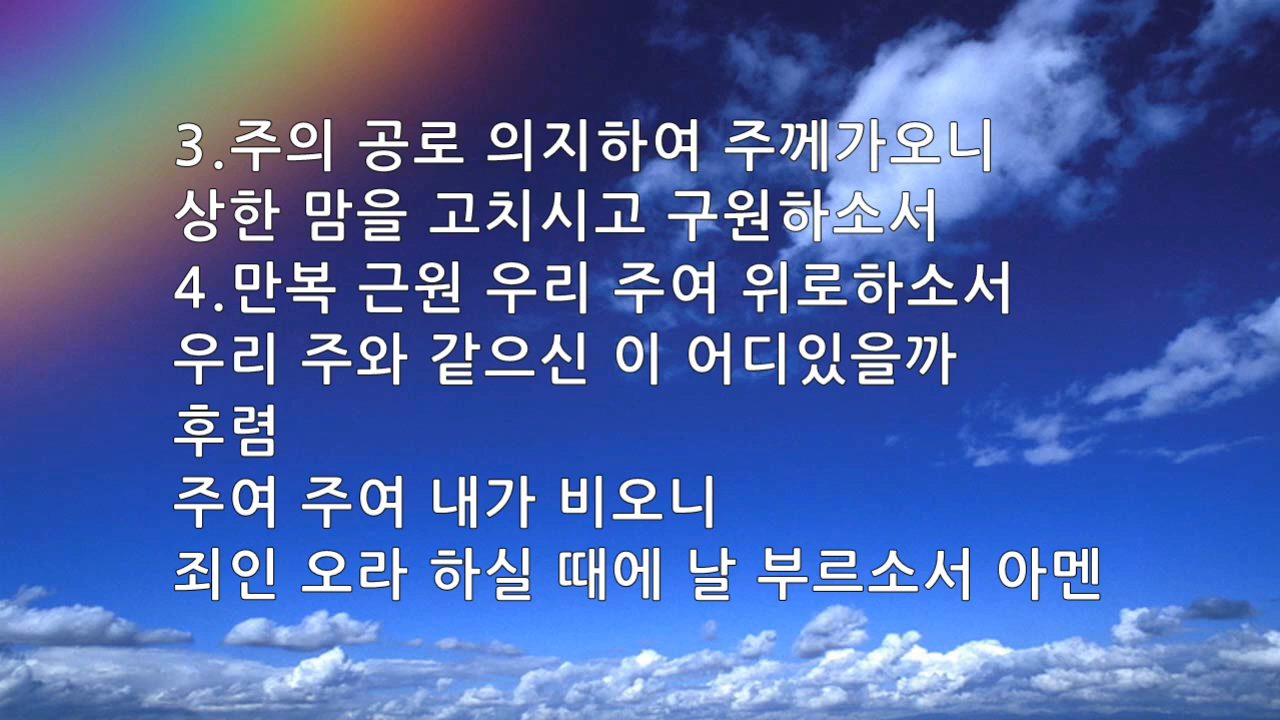 3.주의 공로 의지하여 주께가오니
상한 맘을 고치시고 구원하소서
4.만복 근원 우리 주여 위로하소서
우리 주와 같으신 이 어디있을까
후렴
주여 주여 내가 비오니
죄인 오라 하실 때에 날 부르소서 아멘